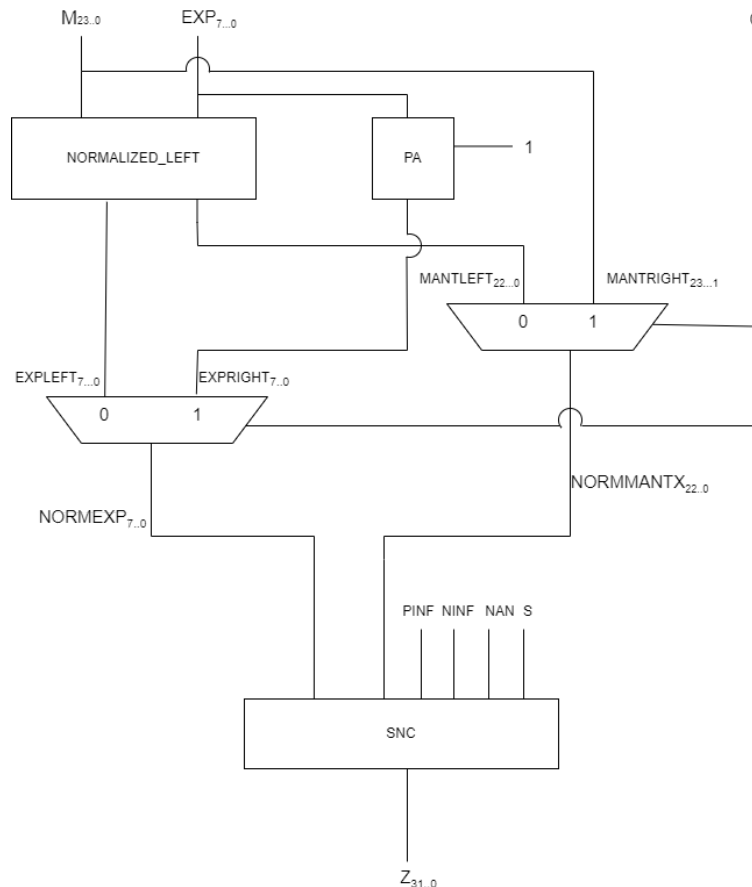 M23..0
EXP7...0
NORMALIZED_LEFT
PA
1
MANTLEFT22...0
MANTRIGHT23...1
0
1
EXPLEFT7...0
EXPRIGHT7..0
0
1
NORMMANTX22..0
NORMEXP7..0
PINF NINF NAN S
SNC
Z31..0